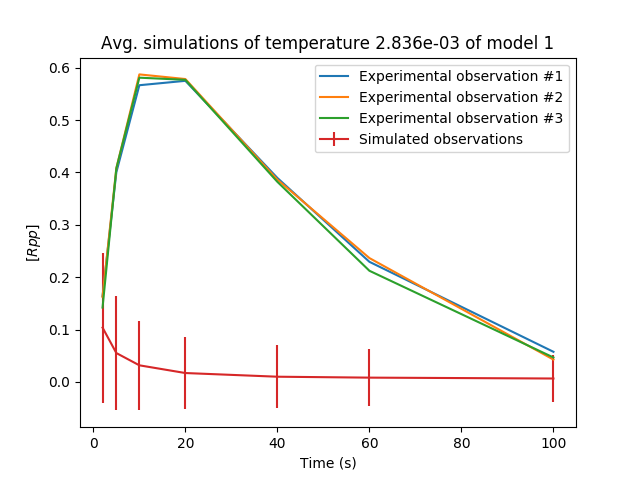 Avg. simulations of temperature 2.836e-03 of model 1
Experimental observation #1
Experimental observation #2
Experimental observation #3
Simulated observations
[Rpp]
0.6
0.5
0.4
0.3
0.2
0.1
0.0
0 20 40 60 80 100
Time (s)